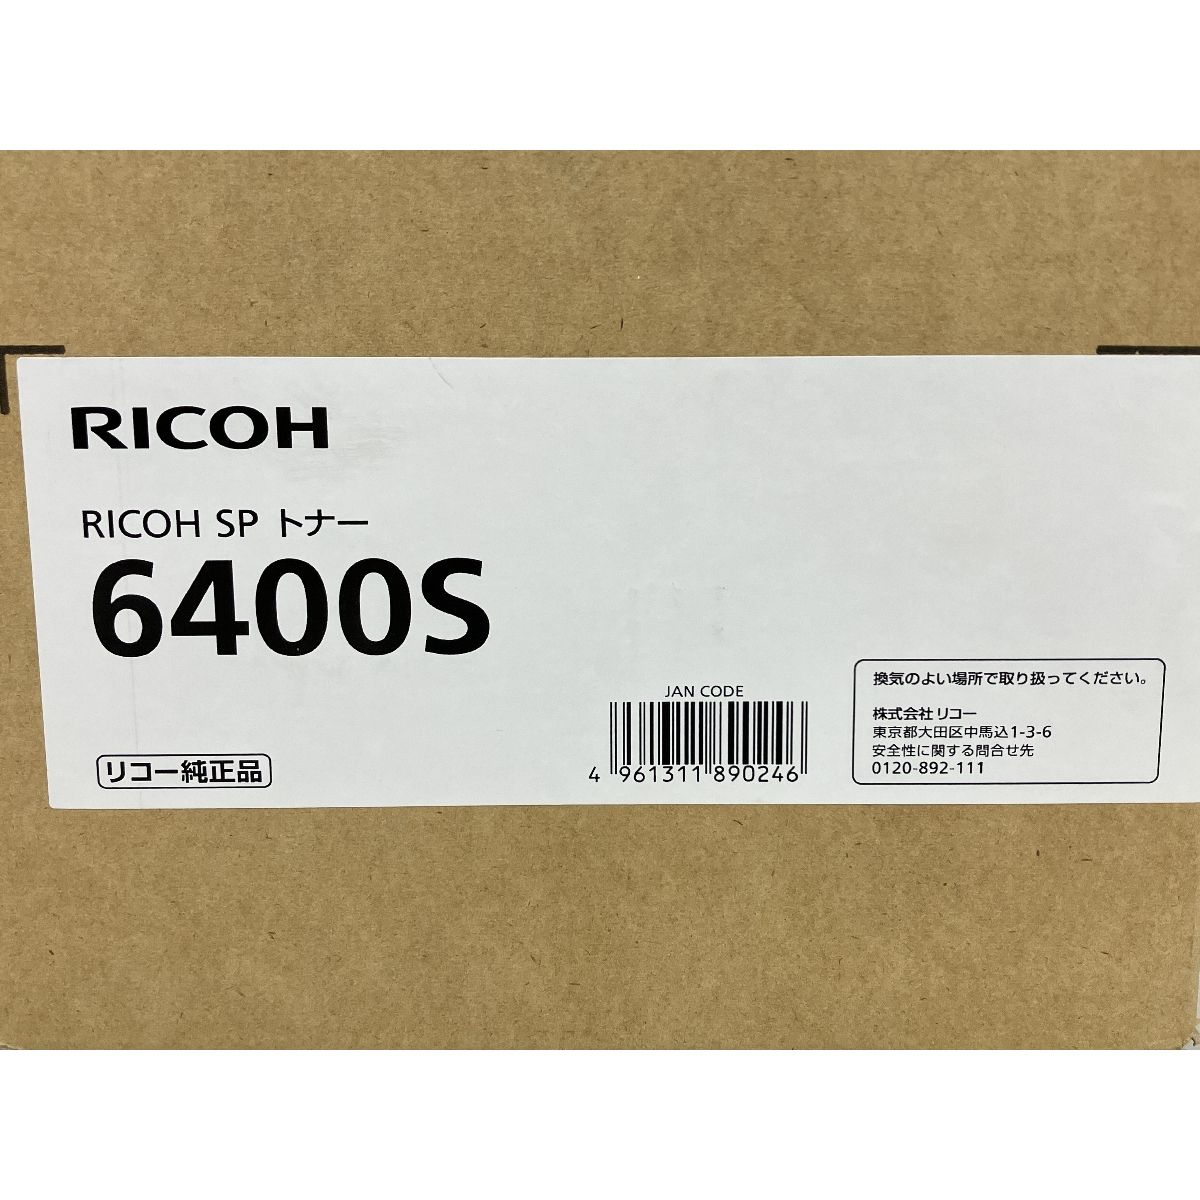 RICOH
RICOH SP トナー
6400S
リコー純正品
JAN CODE
4 961311 890246
換気のよい場所で取り扱ってください。
株式会社リコー
東京都大田区中馬込1-3-6
安全性に関する問合せ先
0120-892-111